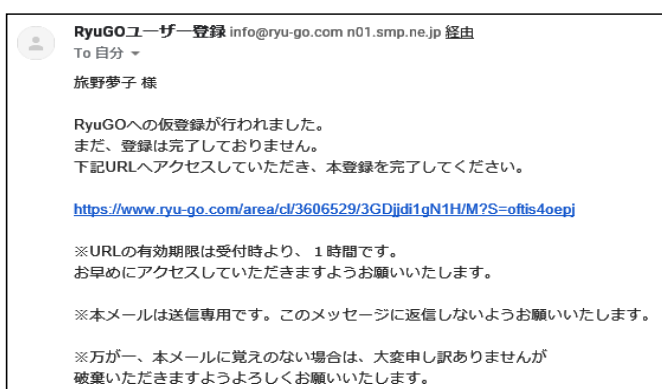 RyuGOユーザー登録 info@ryu-go.com n01.smp.ne.jp 経由
To 自分
旅野夢子 様
RyuGOへの仮登録が行われました。
まだ、登録は完了しておりません。
下記URLへアクセスしていただき、本登録を完了してください。
https://www.ryu-go.com/area/cl/3606529/3GDjjdi1gN1H/M?S=oftis4oepj
※URLの有効期限は受付時より、1時間です。
お早めにアクセスしていただきますようお願いいたします。
※本メールは送信専用です。このメッセージに返信しないようお願いいたします。
※万が一、本メールに覚えのない場合は、大変申し訳ありませんが
破棄いただきますようよろしくお願いいたします。